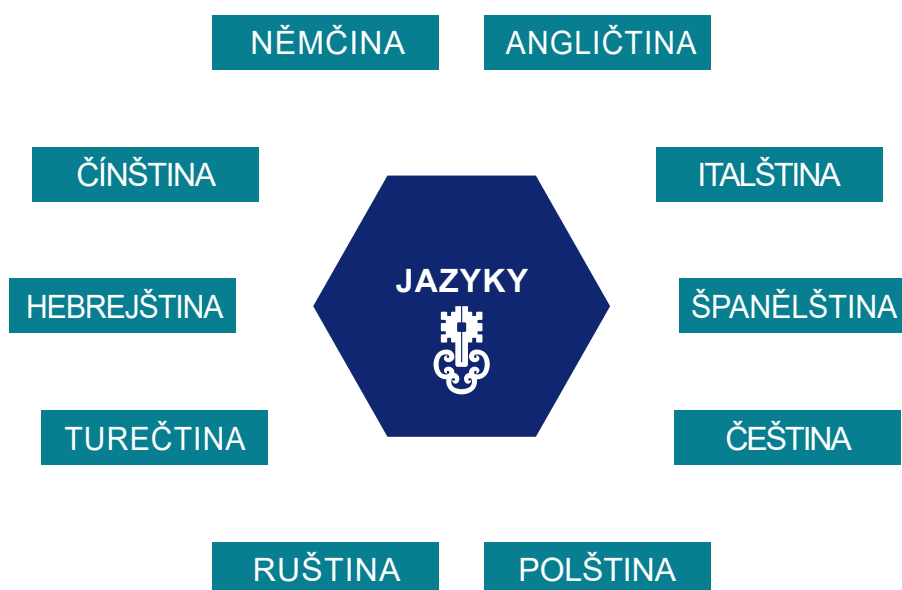 NĚMČINA
ANGLIČTINA
ČÍNŠTINA
ITALŠTINA
JAZYKY
HEBREJŠTINA
ŠPANĚLŠTINA
TUREČTINA
ČEŠTINA
RUŠTINA
POLŠTINA